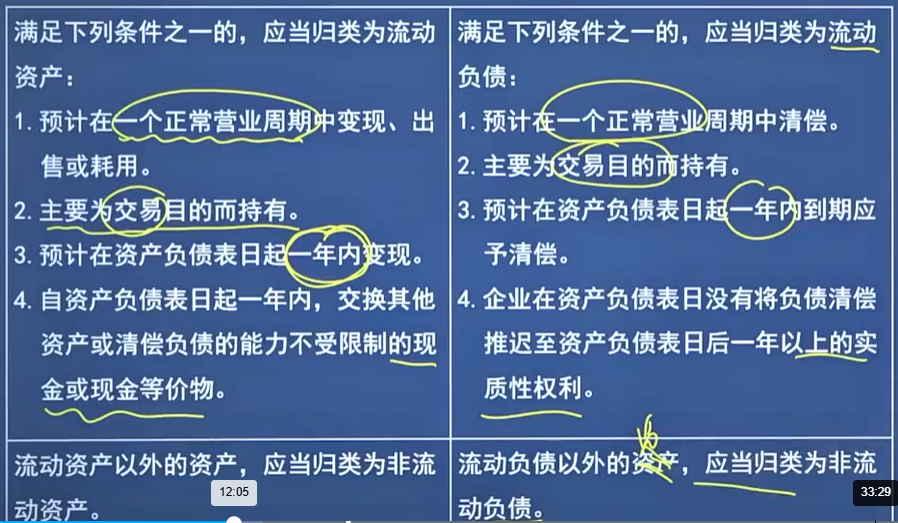 满足下列条件之一的，应当归类为流动
资产：
1. 预计在一个正常营业周期中变现、出
售或耗用。
2. 主要为交易目的而持有。
3. 预计在资产负债表日起一年内变现。
4. 自资产负债表日起一年内，交换其他
资产或清偿负债的能力不受限制的现
金或现金等价物。
满足下列条件之一的，应当归类为流动
负债：
1. 预计在一个正常营业周期中清偿。
2. 主要为交易目的而持有。
3. 预计在资产负债表日起一年内到期应
予清偿。
4. 企业在资产负债表日没有将负债清偿
推迟至资产负债表日后一年以上的实
质性权利。
流动资产以外的资产，应当归类为非流
动资产。
流动负债以外的资产，应当归类为非流
动负债。
12:05
33:29